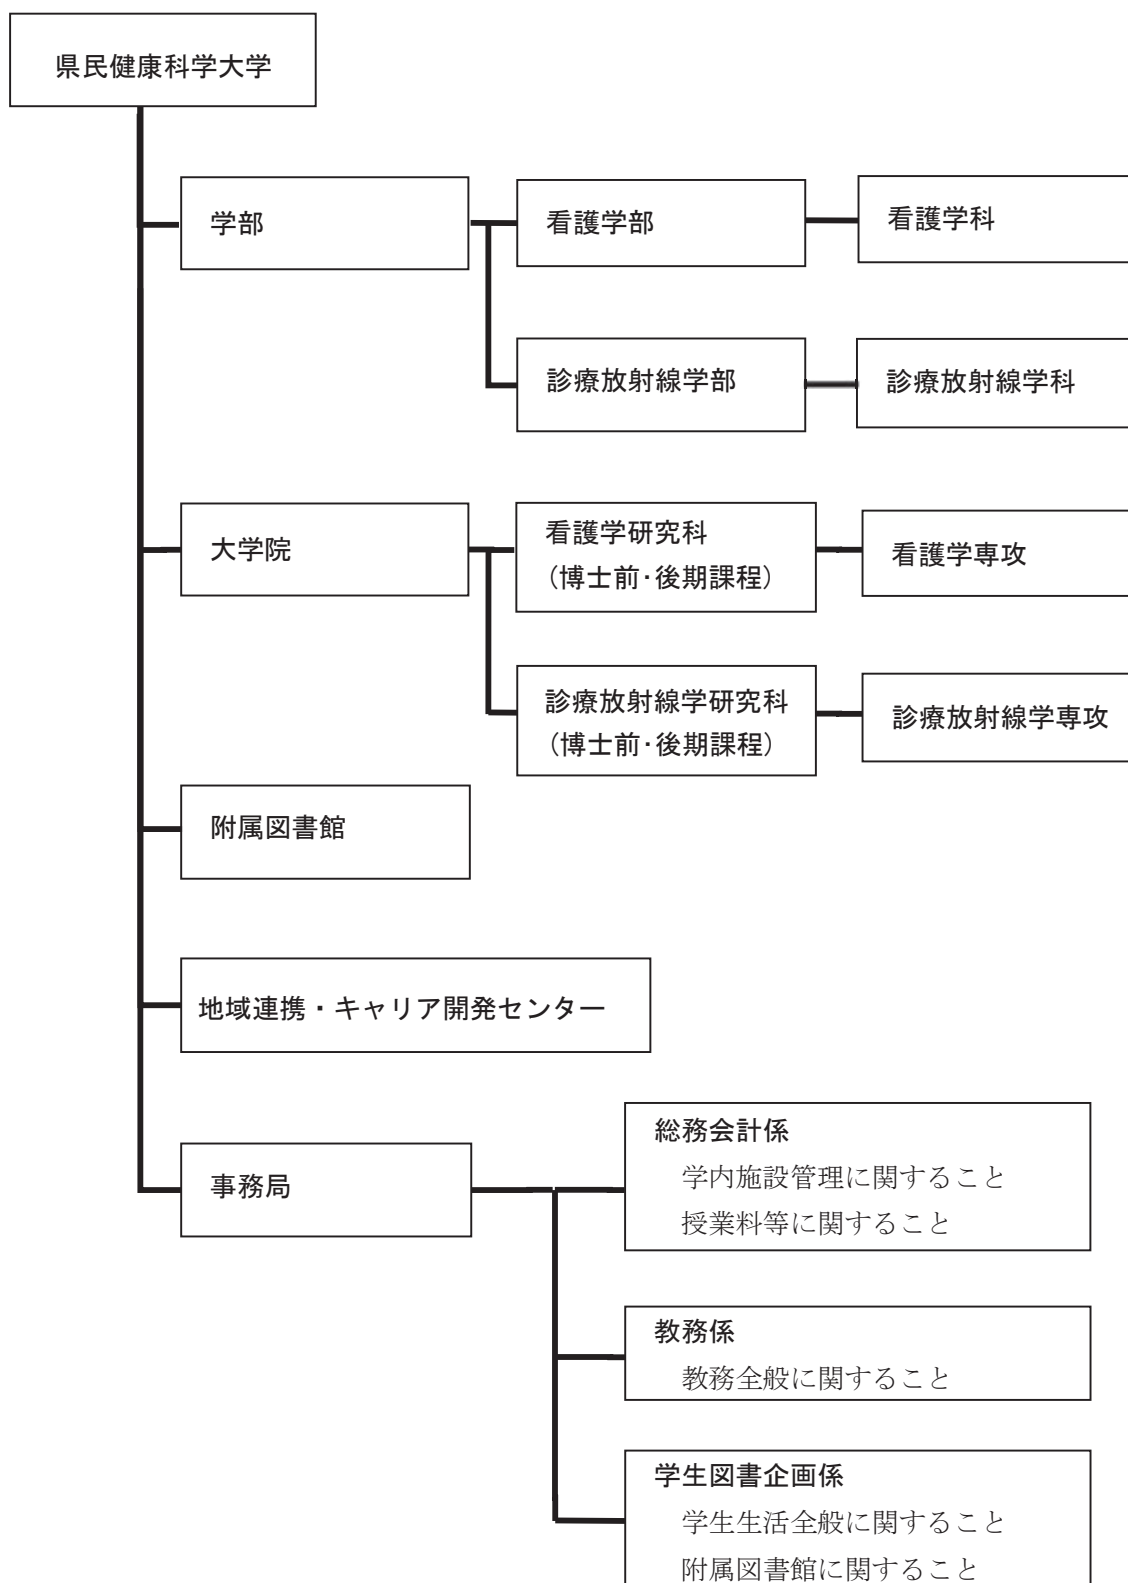 県民健康科学大学
学部
看護学部
看護学科
診療放射線学部
診療放射線学科
大学院
看護学研究科
（博士前・後期課程）
看護学専攻
診療放射線学研究科
（博士前・後期課程）
診療放射線学専攻
附属図書館
地域連携・キャリア開発センター
事務局
総務会計係
学内施設管理に関すること
授業料等に関すること
教務係
教務全般に関すること
学生図書企画係
学生生活全般に関すること
附属図書館に関すること